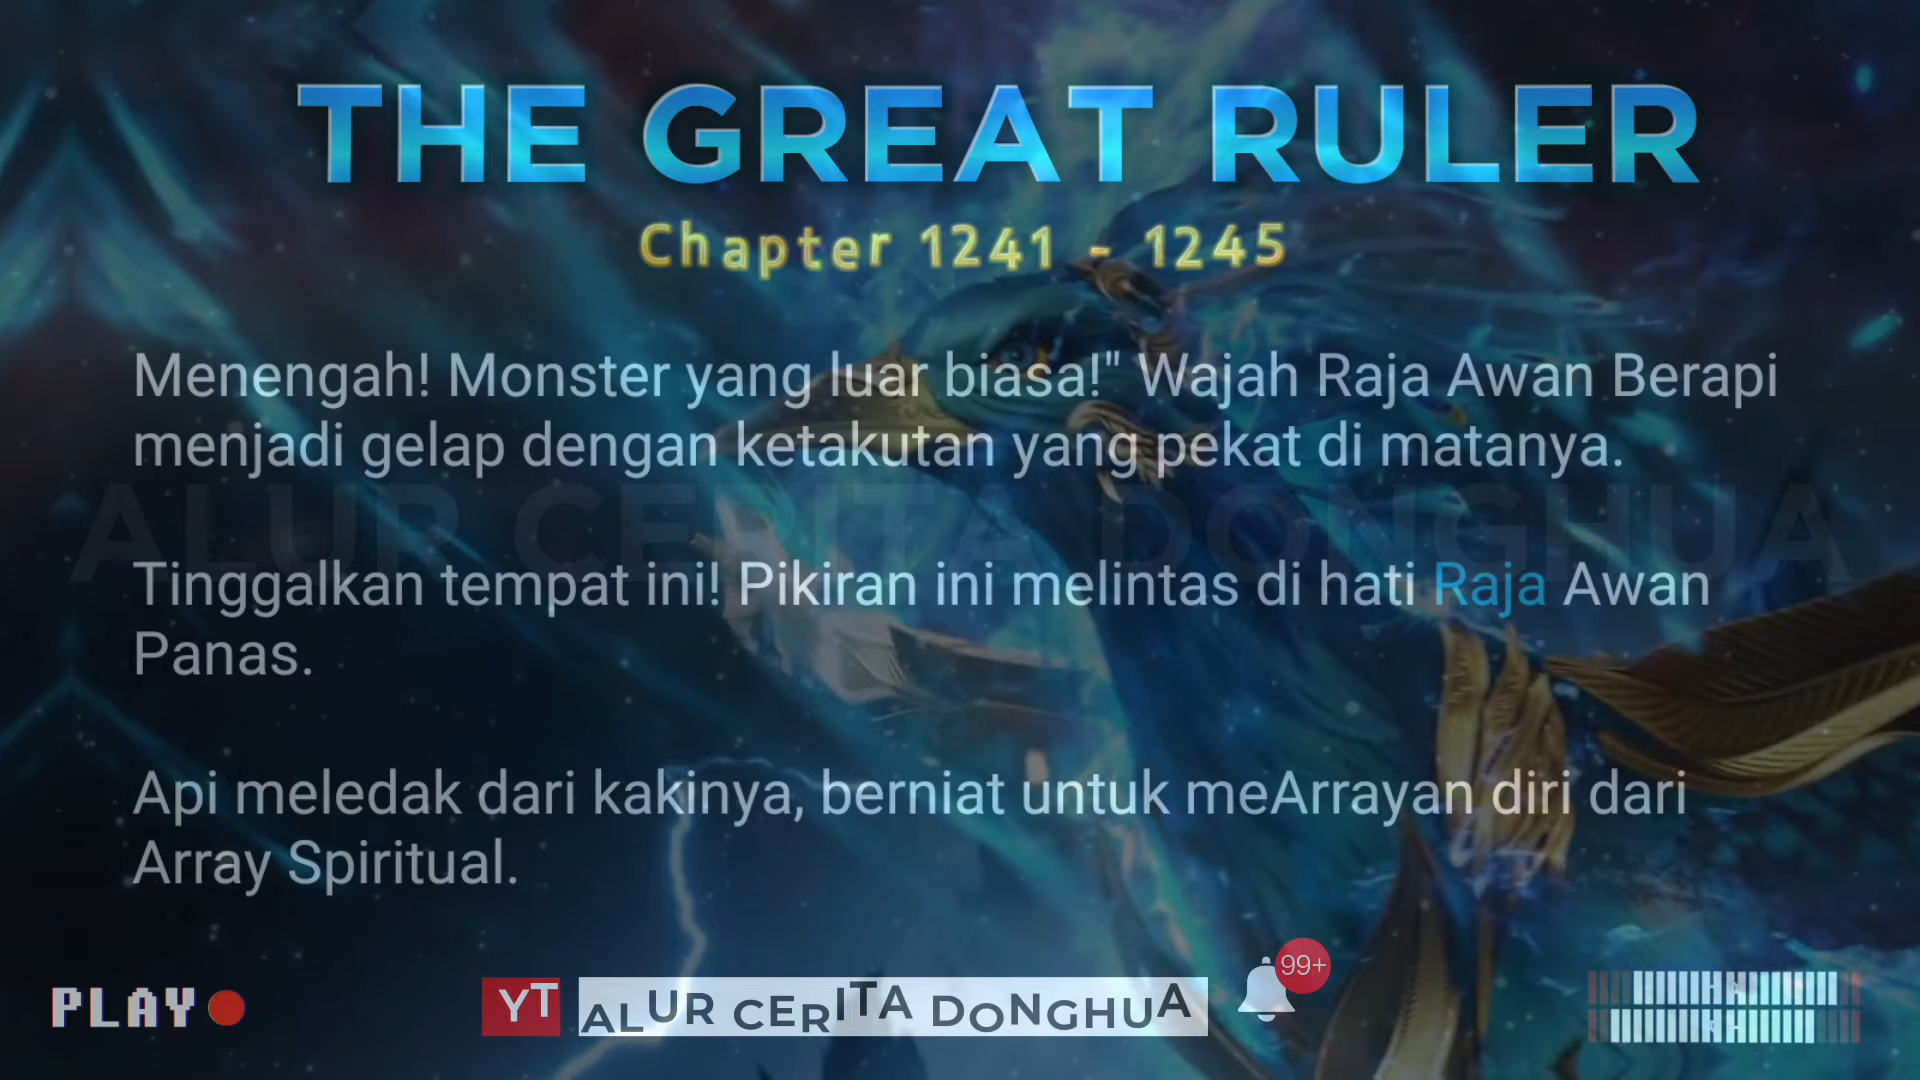 THE GREAT RULER
Chapter 1241 - 1245
Menengah! Monster yang luar biasa!" Wajah Raja Awan Berapi
menjadi gelap dengan ketakutan yang pekat di matanya.
ALUR CERITA DONGHUA
Tinggalkan tempat ini! Pikiran ini melintas di hati Raja Awan
Panas.
Api meledak dari kakinya, berniat untuk meArrayan diri dari
Array Spiritual.
PLAY
YT ALUR CERITA DONGHUA
99+